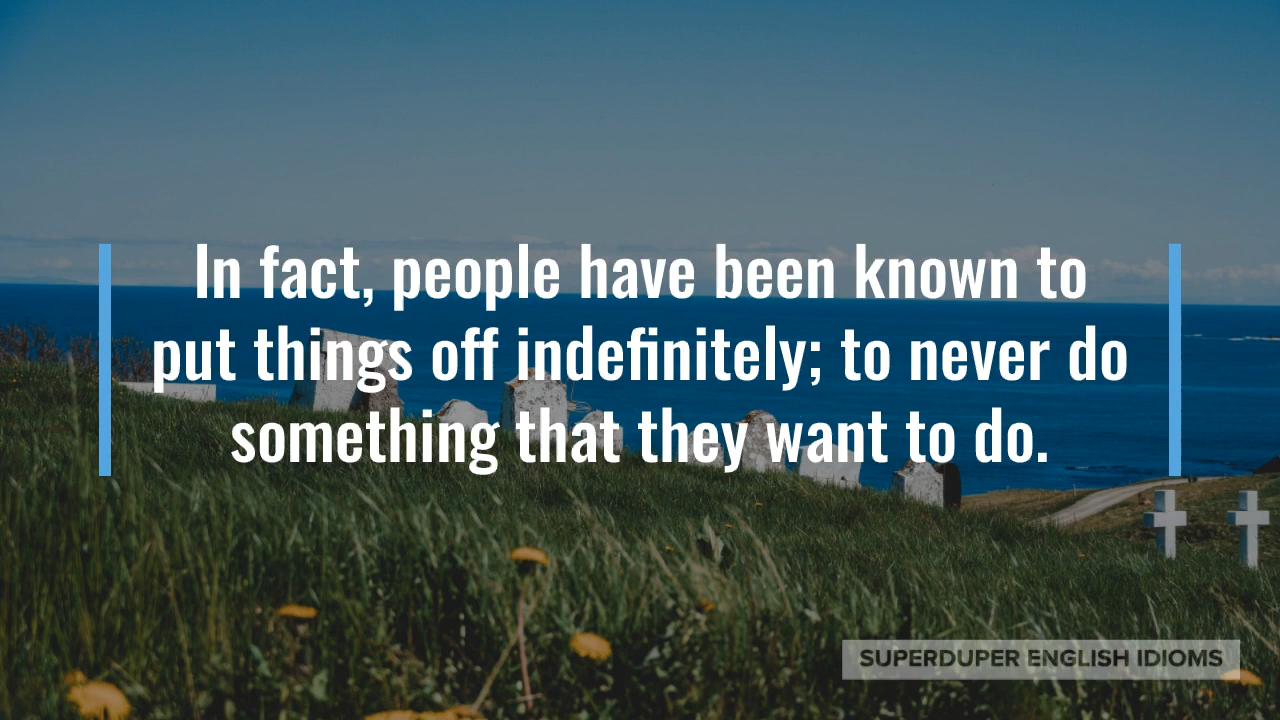 In fact, people have been known to
put things off indefinitely; to never do
something that they want to do.
SUPERDUPER ENGLISH IDIOMS